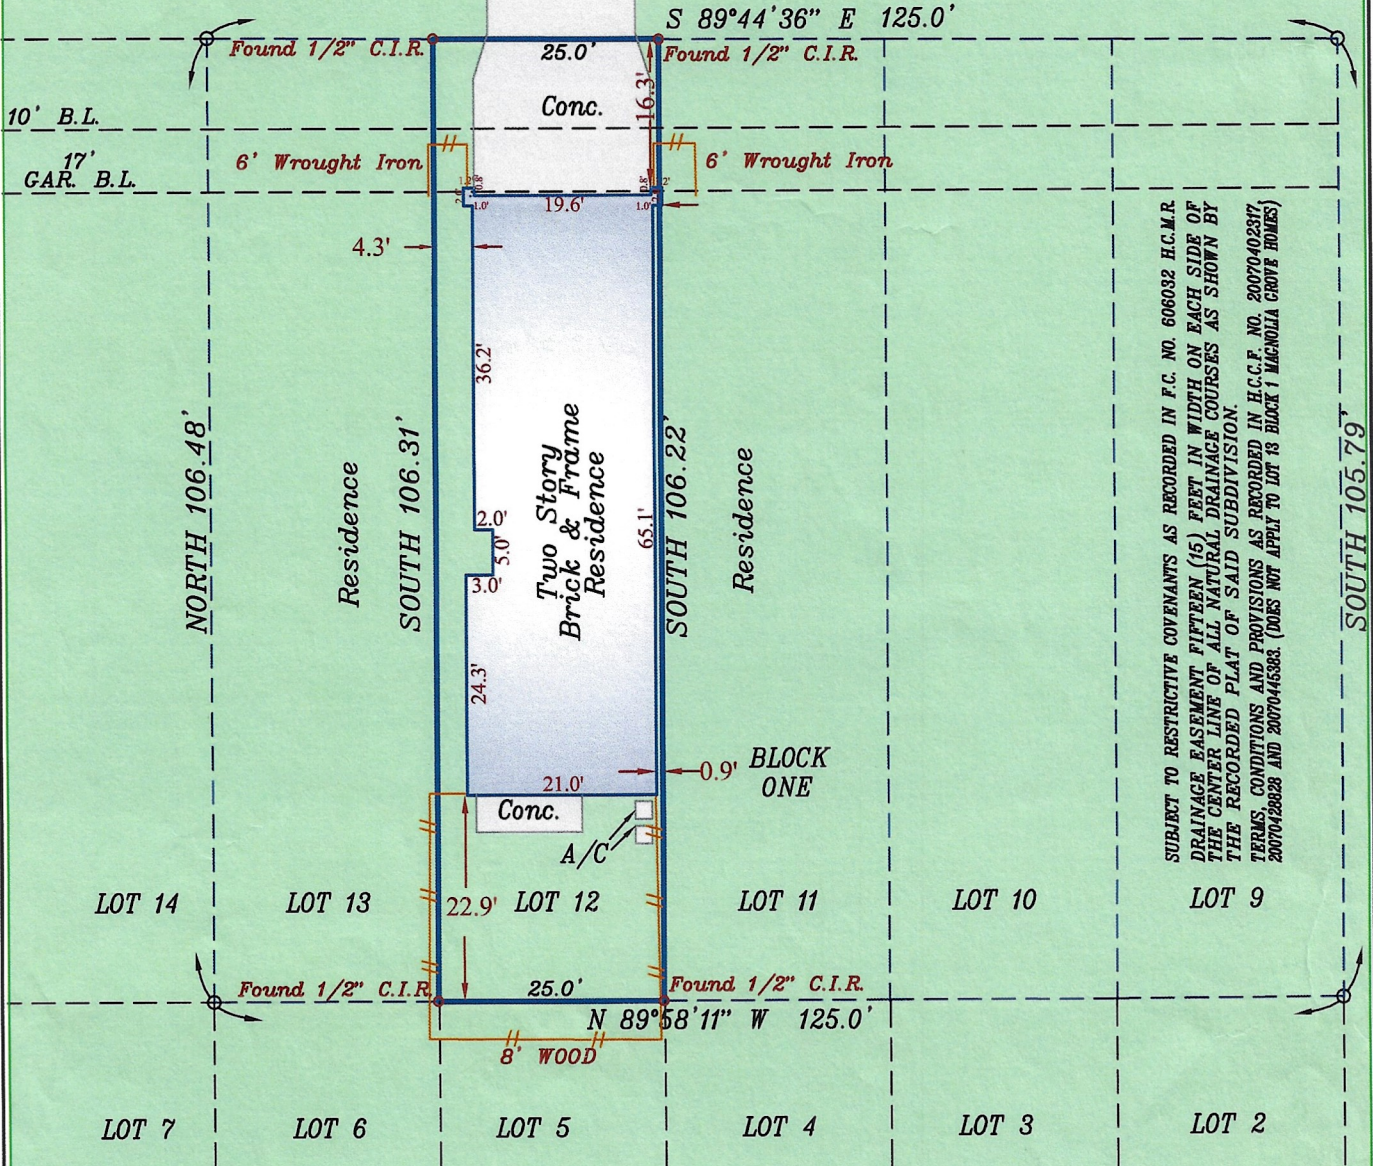 S 89°44'36" E 125.0'
Found 1/2" C.I.R.
25.0'
Found 1/2" C.I.R.
16.3'
Conc.
10' B.L.
17'
GAR. B.L.
6' Wrought Iron
6' Wrought Iron
0.8'
0.8'
1.0'
19.6'
1.0'
4.3'
36.2'
2.0'
5.0'
3.0'
24.3'
65.1'
Two Story
Brick & Frame
Residence
NORTH 106.48'
Residence
SOUTH 106.31'
SOUTH 106.22'
Residence
SOUTH 105.79'
SUBJECT TO RESTRICTIVE COVENANTS AS RECORDED IN F.C. NO. 606032 H.C.M.R.
DRAINAGE EASEMENT FIFTEEN (15) FEET IN WIDTH ON EACH SIDE OF
THE CENTER LINE OF ALL NATURAL DRAINAGE COURSES AS SHOWN BY
THE RECORDED PLAT OF SAID SUBDIVISION.
TERMS, CONDITIONS AND PROVISIONS AS RECORDED IN H.C.C.F. NO. 20070402317,
20070428828 AND 20070445383. (DOES NOT APPLY TO LOT 13 BLOCK 1 MAGNOLIA GROVE HOMES)
0.9'
BLOCK
ONE
21.0'
Conc.
A/C
22.9'
LOT 14
LOT 13
LOT 12
LOT 11
LOT 10
LOT 9
Found 1/2" C.I.R.
25.0'
Found 1/2" C.I.R.
N 89°58'11" W 125.0'
8' WOOD
LOT 7
LOT 6
LOT 5
LOT 4
LOT 3
LOT 2